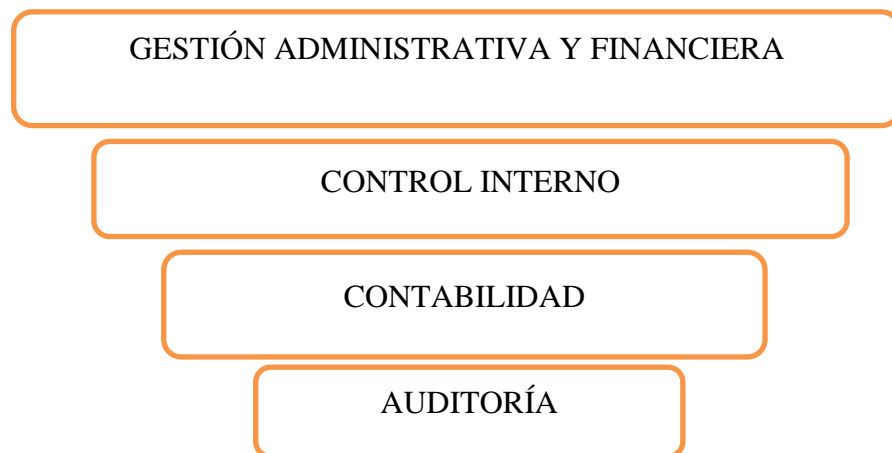 GESTIÓN ADMINISTRATIVA Y FINANCIERA
CONTROL INTERNO
CONTABILIDAD
AUDITORÍA